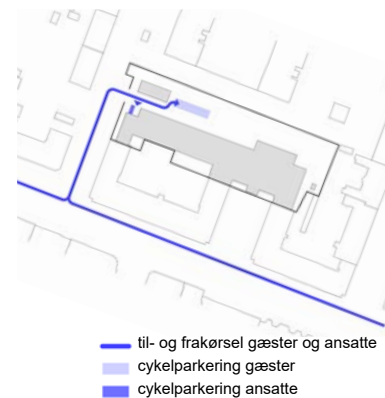 til- og frakørsel gæster og ansatte
cykelparkering gæster
cykelparkering ansatte